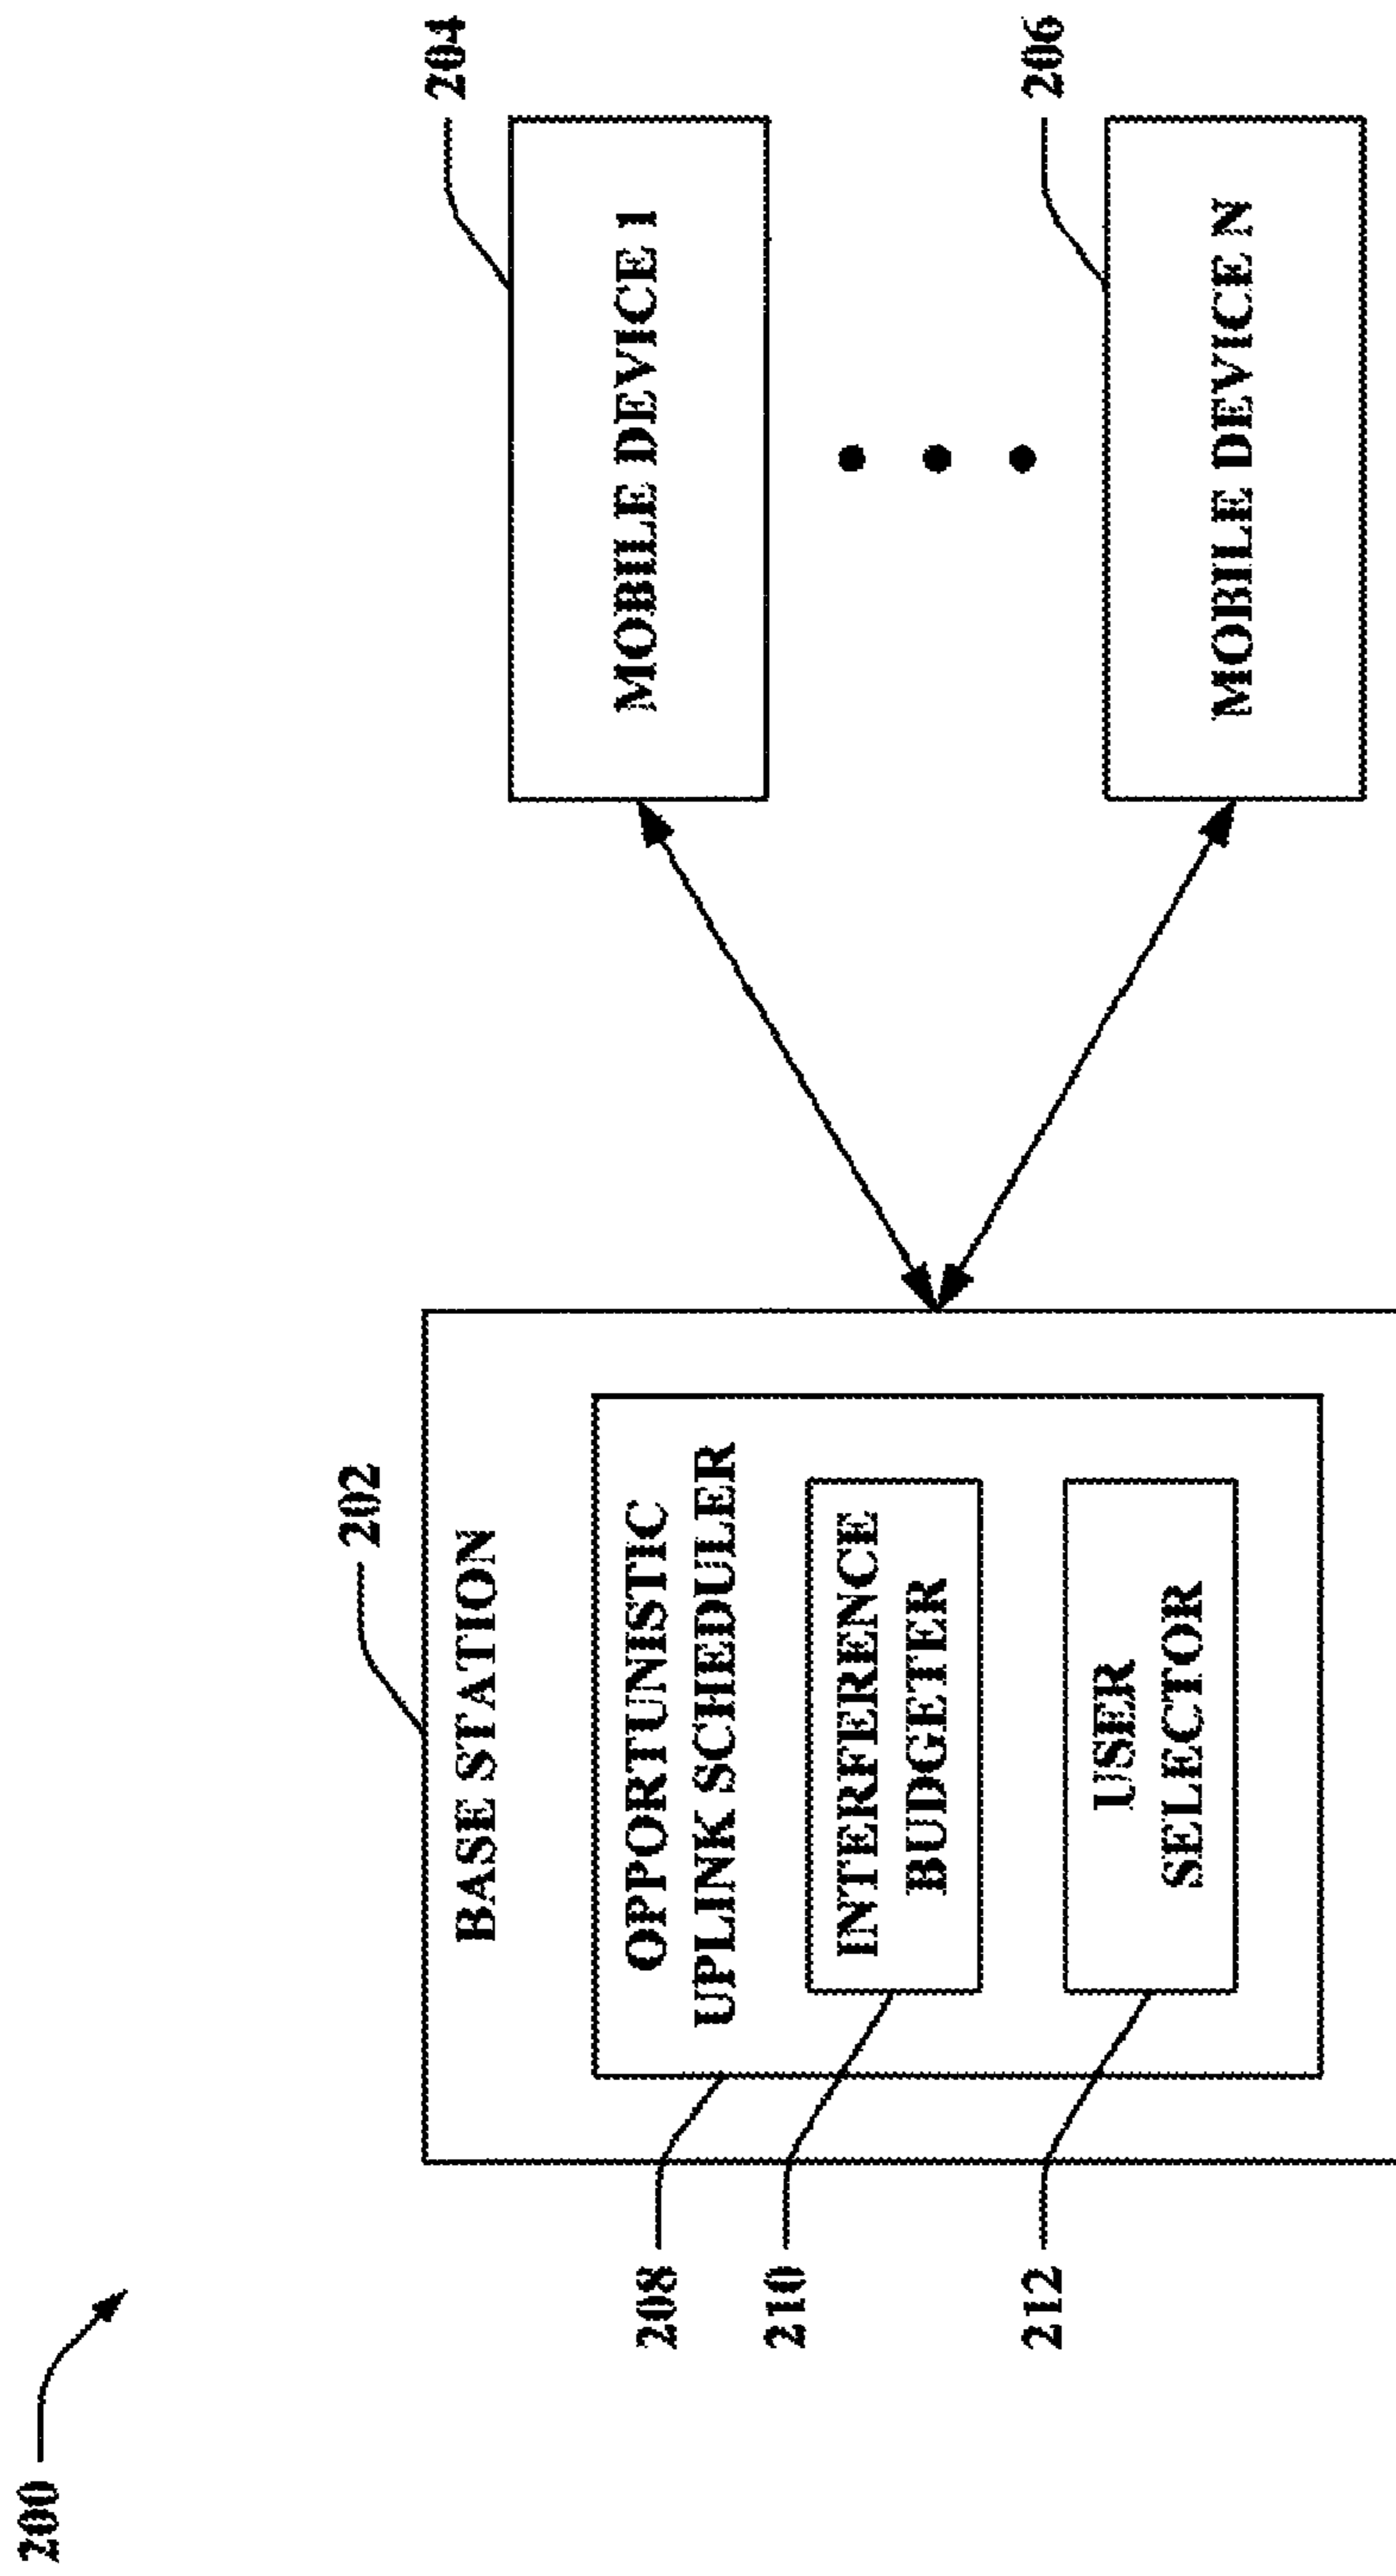 200
202
BASE STATION
208
OPPORTUNISTIC
UPLINK SCHEDULER
210
INTERFERENCE
BUDGETER
212
USER
SELECTOR
204
MOBILE DEVICE 1
206
MOBILE DEVICE N